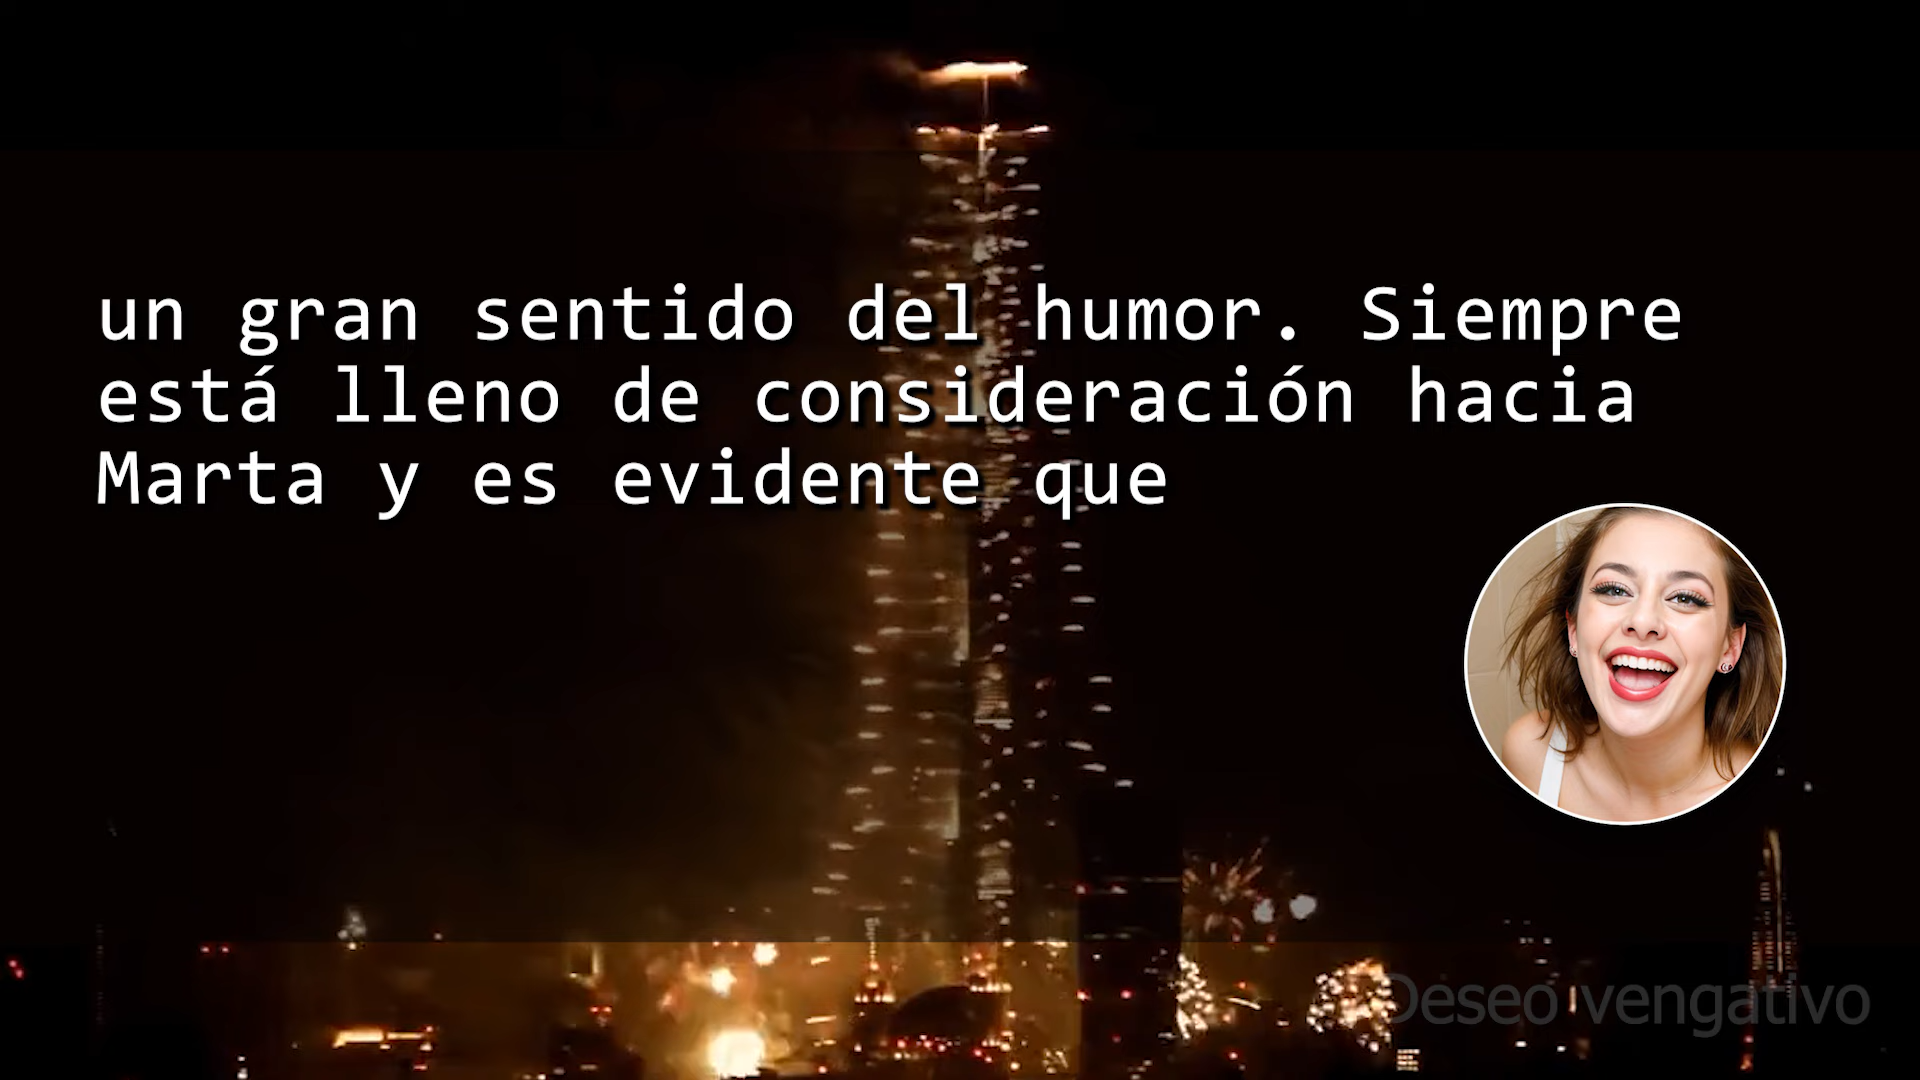 un gran sentido del humor. Siempre
está lleno de consideración hacia
Marta y es evidente que
Deseo vengativo